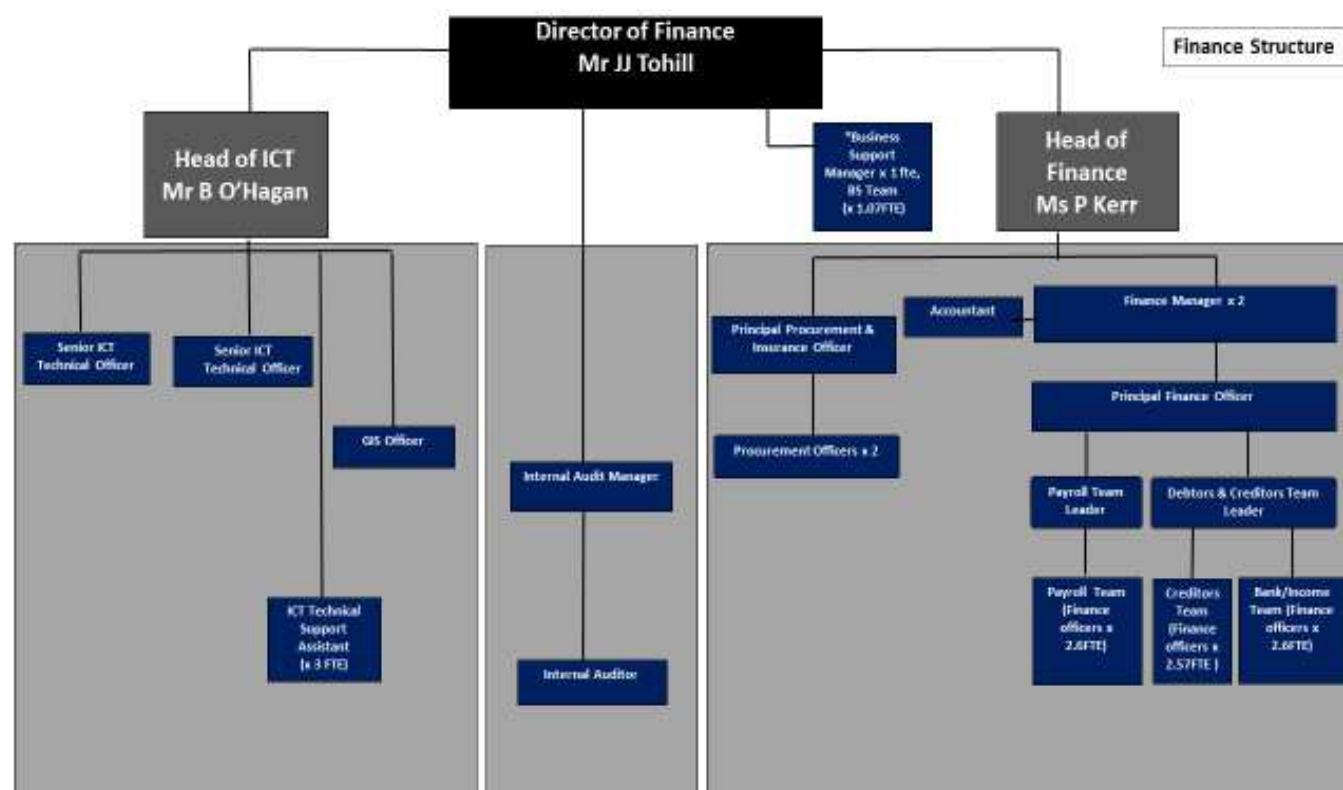 Director of Finance
Mr JJ Tohill
Finance Structure
Head of ICT
Mr B O'Hagan
*Business
Support
Manager x 1 fte,
BS Team
(x 1.07FTE)
Head of
Finance
Ms P Kerr
Senior ICT
Technical Officer
Senior ICT
Technical Officer
GIS Officer
ICT Technical
Support
Assistant
(x 3 FTE)
Internal Audit Manager
Internal Auditor
Principal Procurement &
Insurance Officer
Procurement Officers x 2
Accountant
Finance Manager x 2
Principal Finance Officer
Payroll Team
Leader
Debtors & Creditors Team
Leader
Payroll Team
(Finance
officers x
2.6FTE)
Creditors
Team
(Finance
officers x
2.57FTE )
Bank/Income
Team (Finance
officers x
2.6FTE)